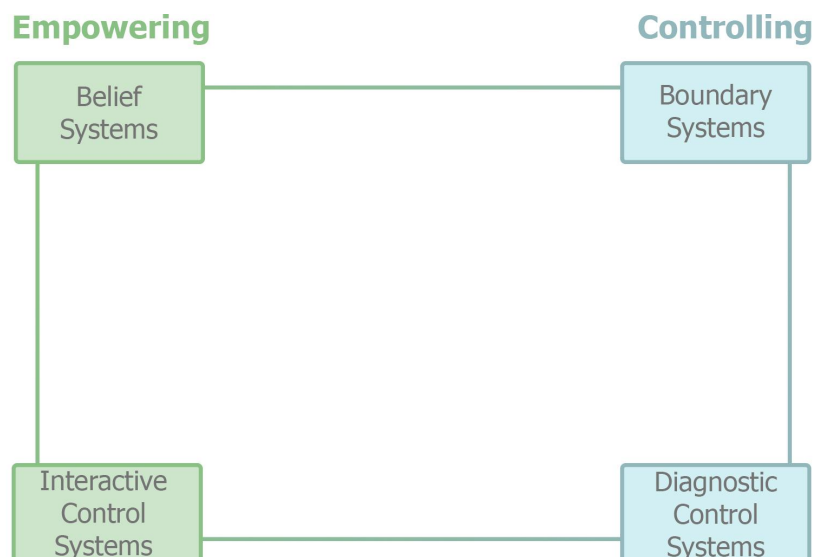 Empowering
Controlling
Belief
Systems
Boundary
Systems
Interactive
Control
Systems
Diagnostic
Control
Systems